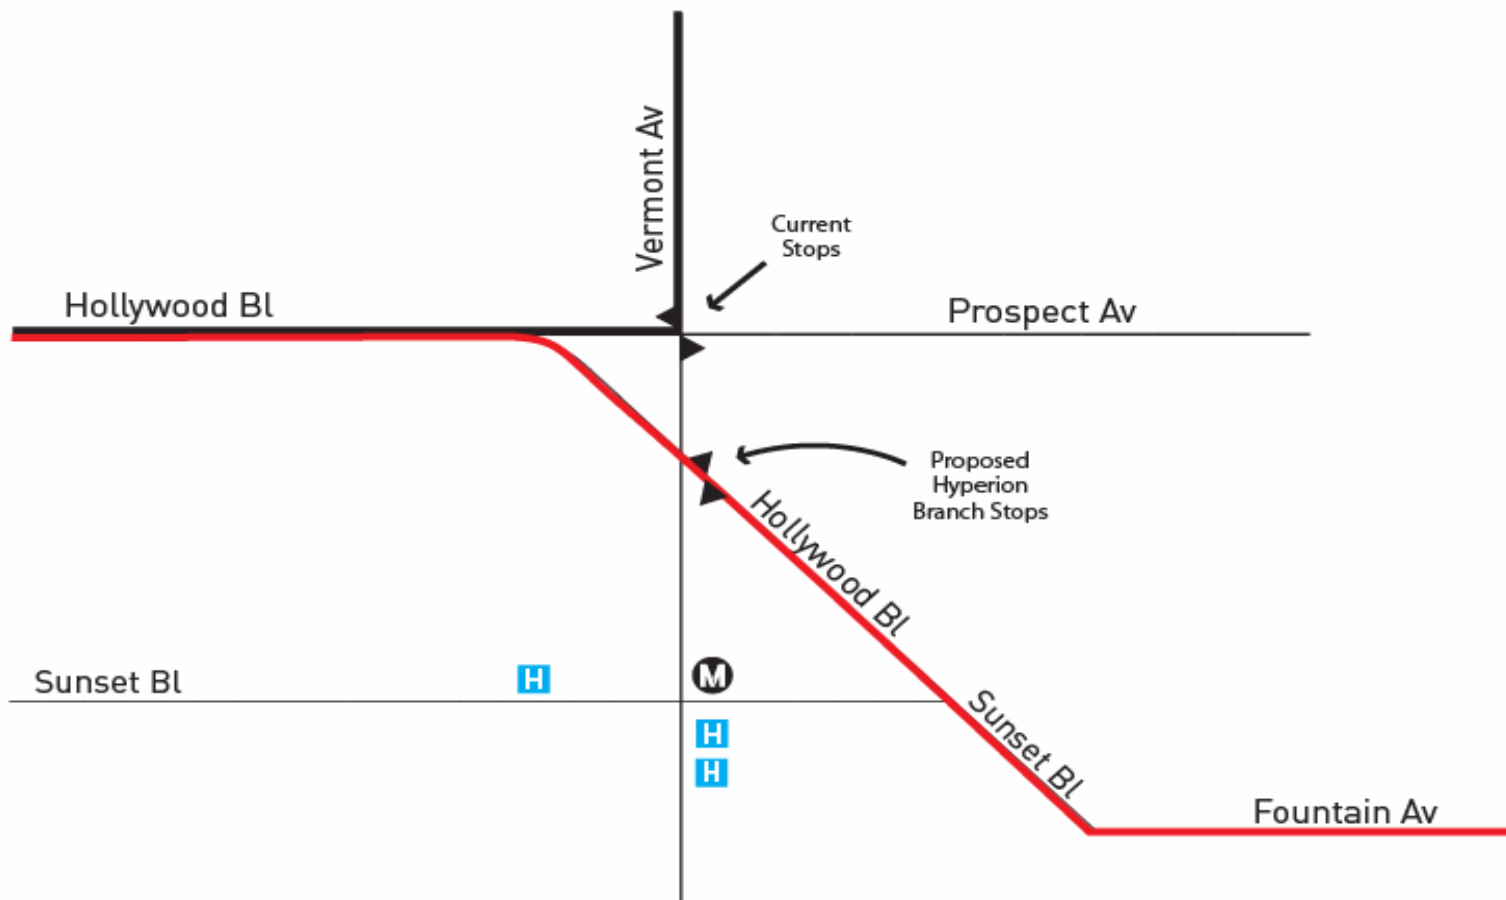 Vermont Av
Current
Stops
Hollywood Bl
Prospect Av
Proposed
Hyperion
Branch Stops
Hollywood Bl
Sunset Bl
H
M
H
H
Sunset Bl
Fountain Av